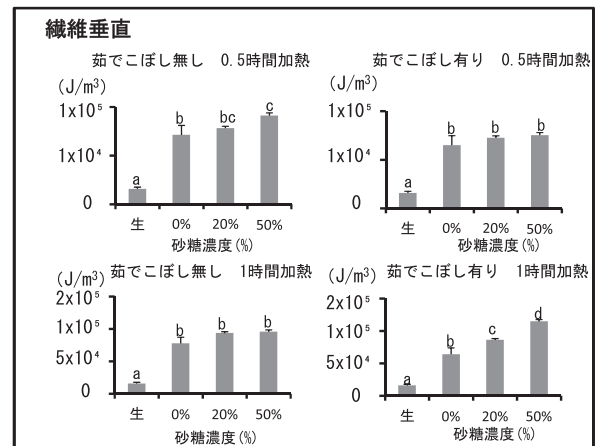 繊維垂直
茹でこぼし無し 0.5時間加熱
(J/m³)
1x10⁵
1x10⁴
0
a
b
bc
c
生 0% 20% 50%
砂糖濃度(%)
茹でこぼし有り 0.5時間加熱
(J/m³)
1x10⁵
1x10⁴
0
a
b
b
b
生 0% 20% 50%
砂糖濃度(%)
茹でこぼし無し 1時間加熱
(J/m³)
2x10⁵
1x10⁵
5x10⁴
0
a
b
b
b
生 0% 20% 50%
砂糖濃度(%)
茹でこぼし有り 1時間加熱
(J/m³)
2x10⁵
1x10⁵
5x10⁴
0
a
b
c
d
生 0% 20% 50%
砂糖濃度(%)